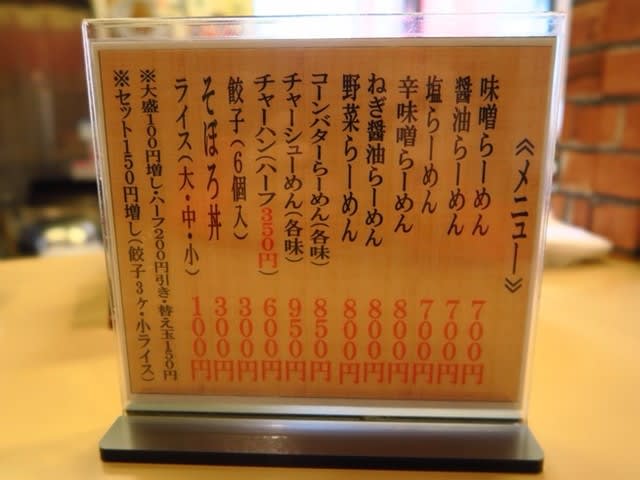 《メニュー》
味噌らーめん 700円
醤油らーめん 700円
塩らーめん 700円
辛味噌らーめん 800円
ねぎ醤油らーめん 800円
野菜らーめん 800円
コーンバターらーめん(各味) 850円
チャーシューめん(各味) 950円
チャーハン(ハーフ350円) 600円
餃子(6個入) 300円
そぼろ丼 300円
ライス(大・中・小) 100円
※大盛100円増し・ハーフ200円引き・替え玉150円
※セット150円増し(餃子3ヶ・小ライス)